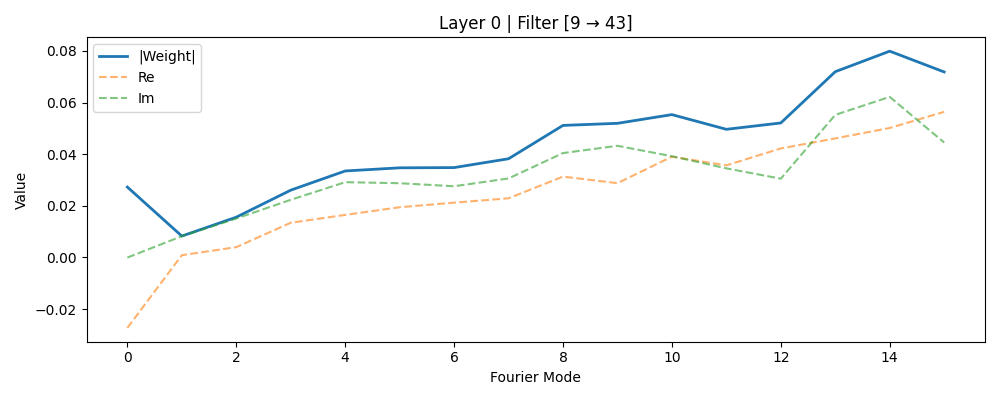 Layer 0 | Filter [9 → 43]
|Weight|
Re
Im
Value
0.08
0.06
0.04
0.02
0.00
−0.02
0 2 4 6 8 10 12 14
Fourier Mode